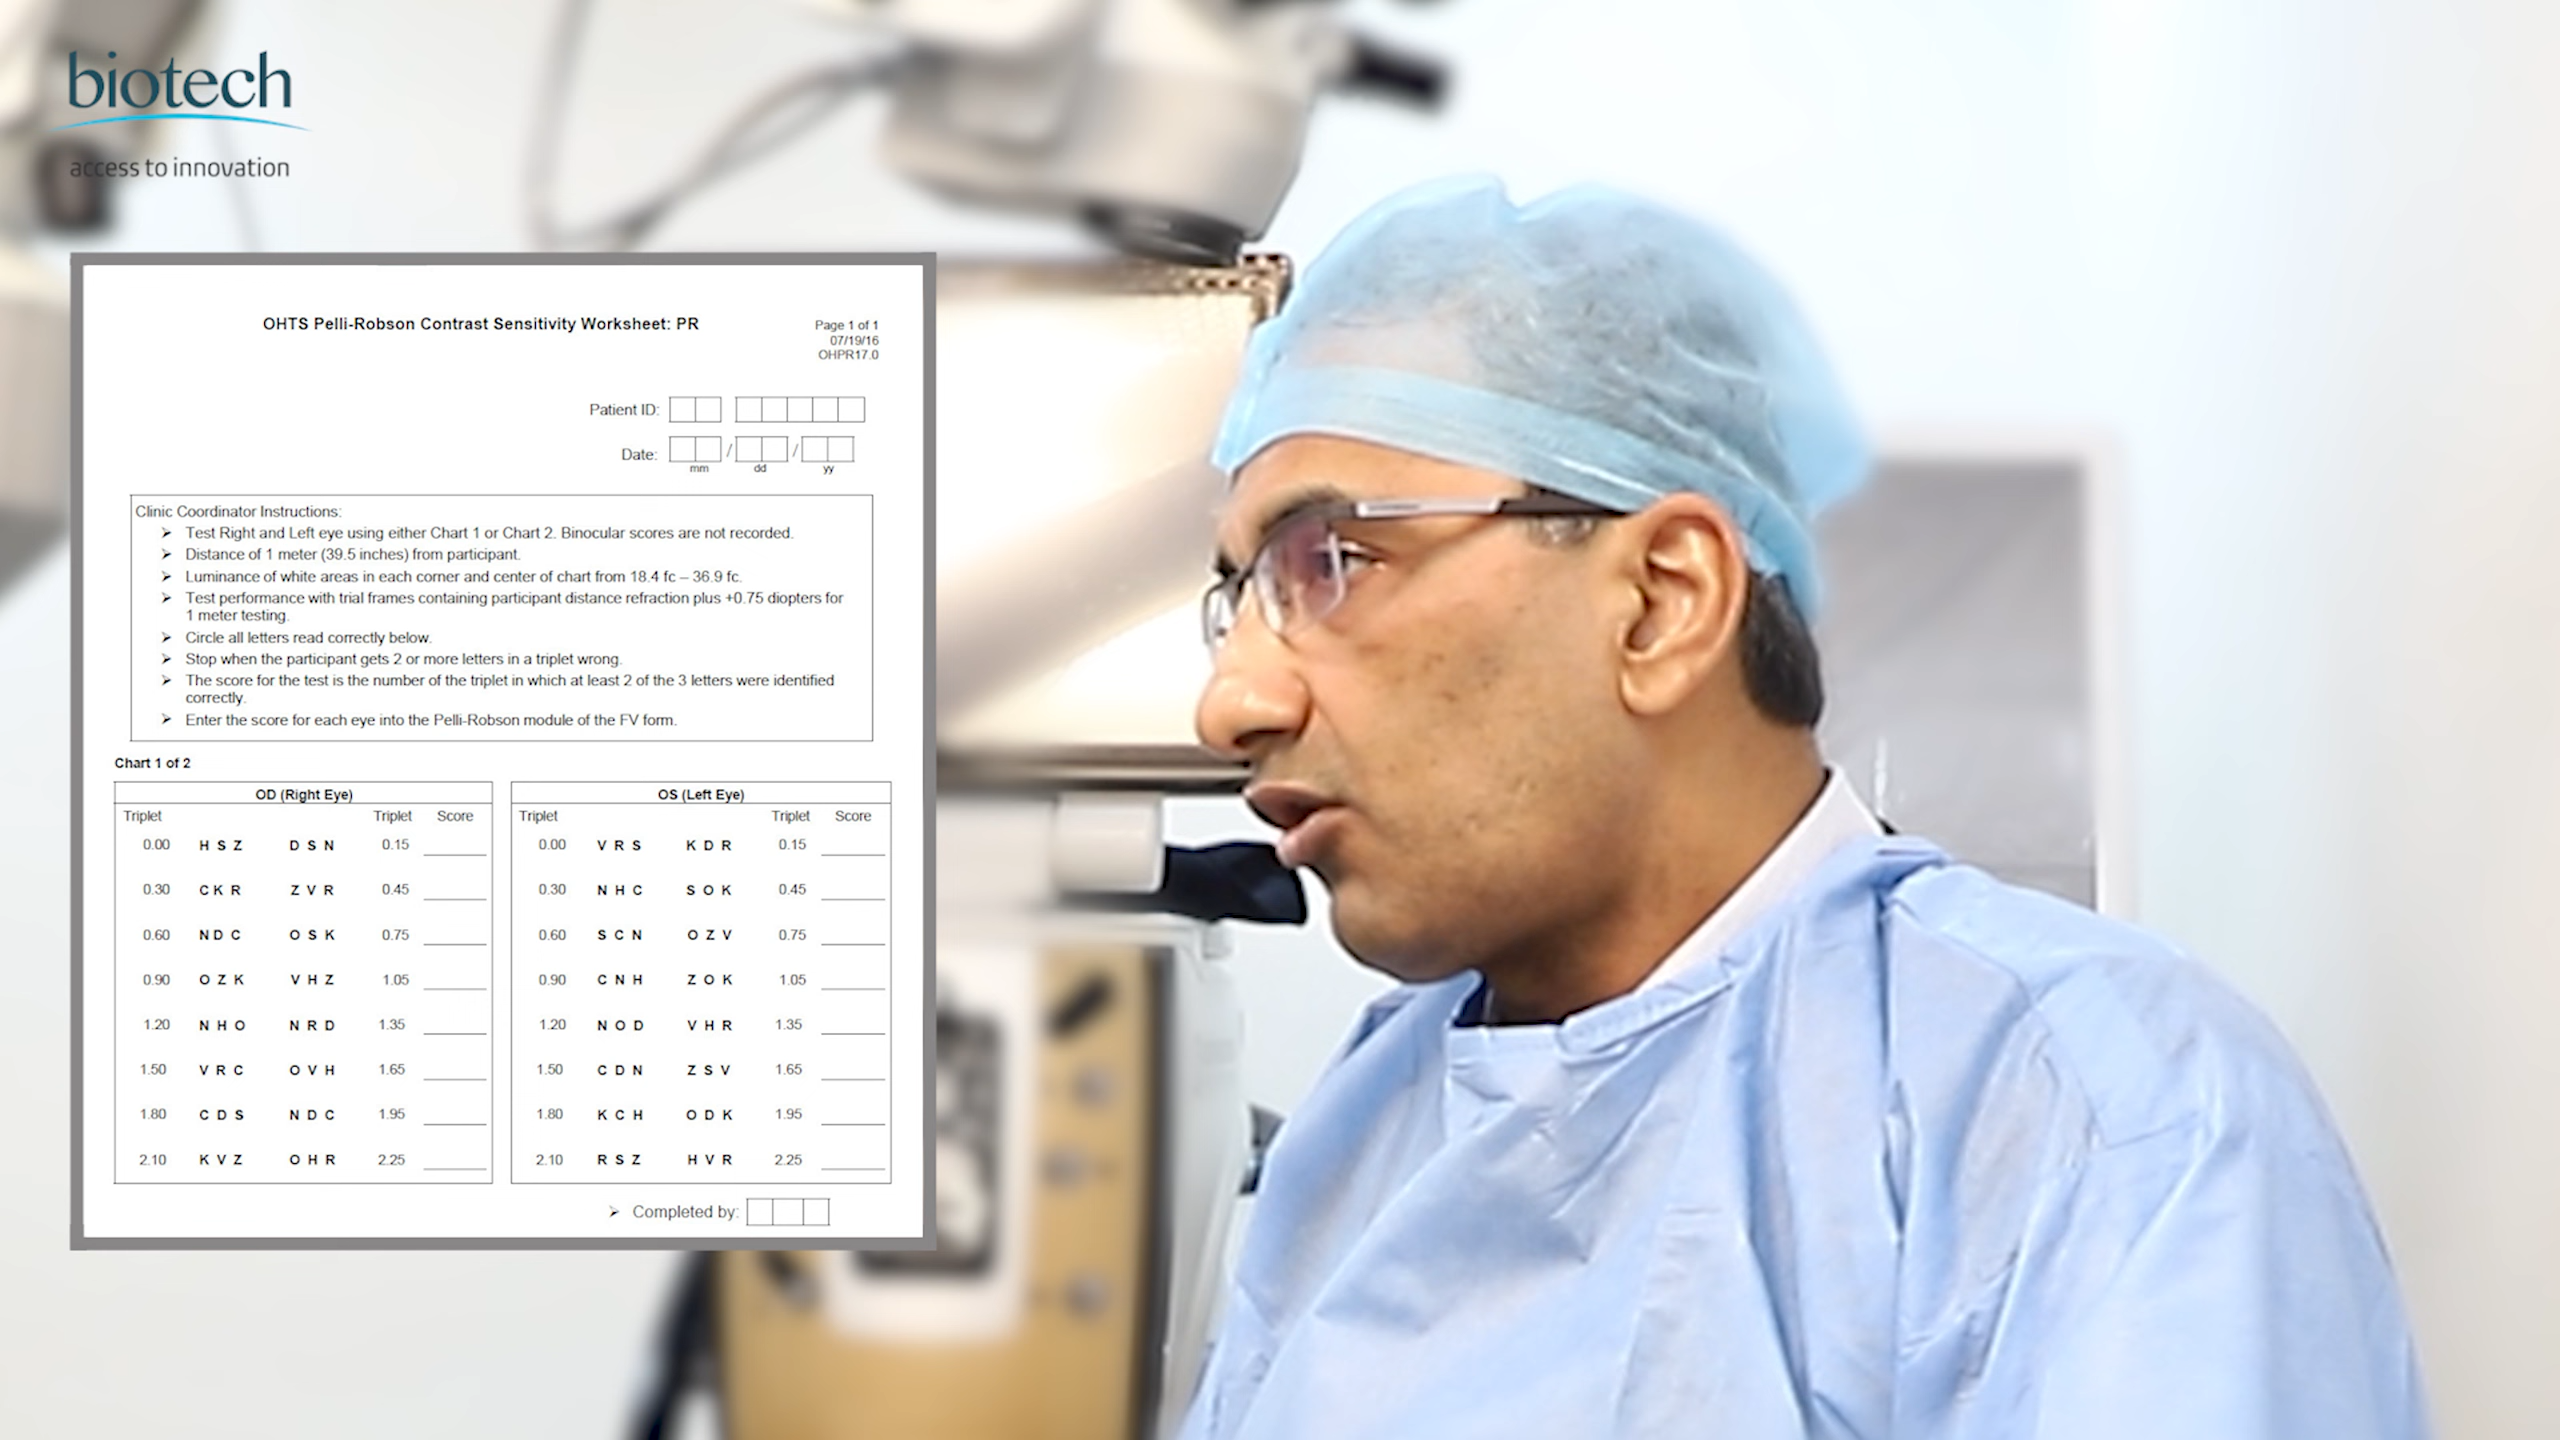 biotech
access to innovation
OHTS Pelli-Robson Contrast Sensitivity Worksheet: PR
Page 1 of 1
07/19/16
OHPR17.0
Patient ID:
Date: / /
mm dd yy
Clinic Coordinator Instructions:
➢ Test Right and Left eye using either Chart 1 or Chart 2. Binocular scores are not recorded.
➢ Distance of 1 meter (39.5 inches) from participant.
➢ Luminance of white areas in each corner and center of chart from 18.4 fc – 36.9 fc.
➢ Test performance with trial frames containing participant distance refraction plus +0.75 diopters for
1 meter testing.
➢ Circle all letters read correctly below.
➢ Stop when the participant gets 2 or more letters in a triplet wrong.
➢ The score for the test is the number of the triplet in which at least 2 of the 3 letters were identified
correctly.
➢ Enter the score for each eye into the Pelli-Robson module of the FV form.
Chart 1 of 2
OD (Right Eye)
Triplet Triplet Score
0.00 H S Z D S N 0.15
0.30 C K R Z V R 0.45
0.60 N D C O S K 0.75
0.90 O Z K V H Z 1.05
1.20 N H O N R D 1.35
1.50 V R C O V H 1.65
1.80 C D S N D C 1.95
2.10 K V Z O H R 2.25
OS (Left Eye)
Triplet Triplet Score
0.00 V R S K D R 0.15
0.30 N H C S O K 0.45
0.60 S C N O Z V 0.75
0.90 C N H Z O K 1.05
1.20 N O D V H R 1.35
1.50 C D N Z S V 1.65
1.80 K C H O D K 1.95
2.10 R S Z H V R 2.25
➢ Completed by: